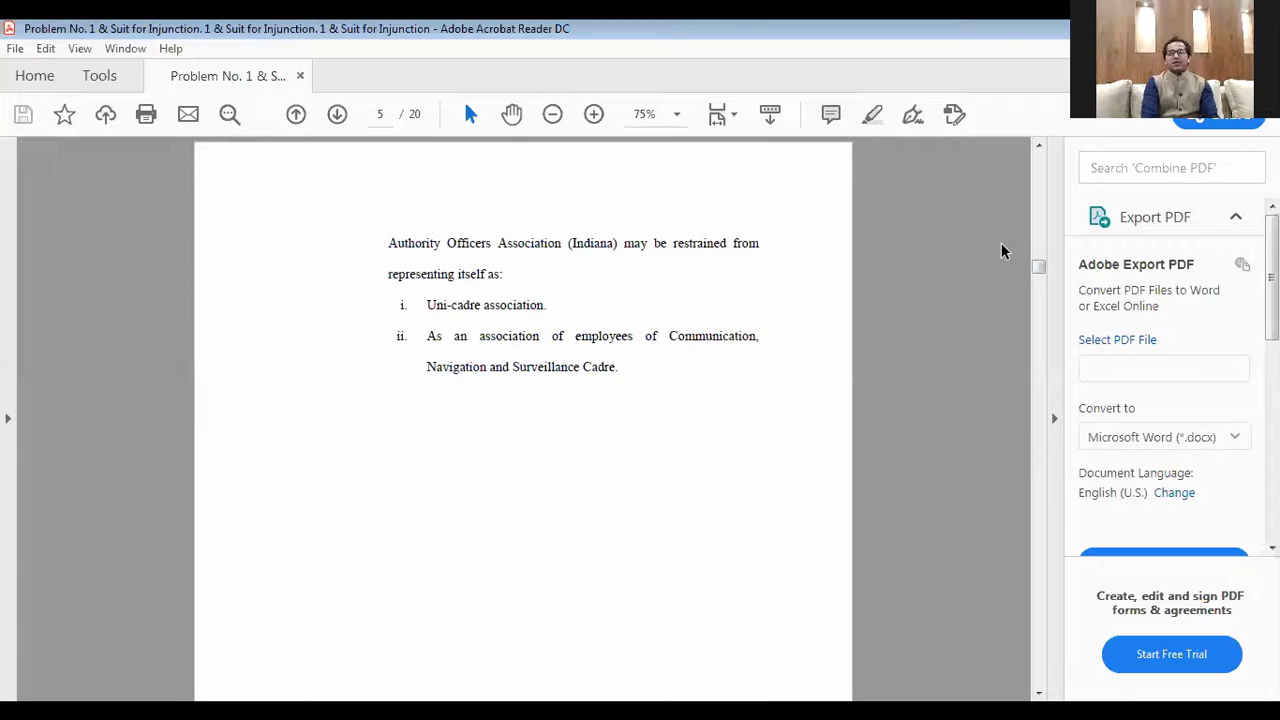 Problem No. 1 & Suit for Injunction. 1 & Suit for Injunction. 1 & Suit for Injunction - Adobe Acrobat Reader DC
File Edit View Window Help
Home Tools Problem No. 1 & S... ×
5 / 20 75%
Authority Officers Association (Indiana) may be restrained from
representing itself as:
i. Uni-cadre association.
ii. As an association of employees of Communication,
Navigation and Surveillance Cadre.
Search 'Combine PDF'
Export PDF
Adobe Export PDF
Convert PDF Files to Word
or Excel Online
Select PDF File
Convert to
Microsoft Word (*.docx)
Document Language:
English (U.S.) Change
Create, edit and sign PDF
forms & agreements
Start Free Trial